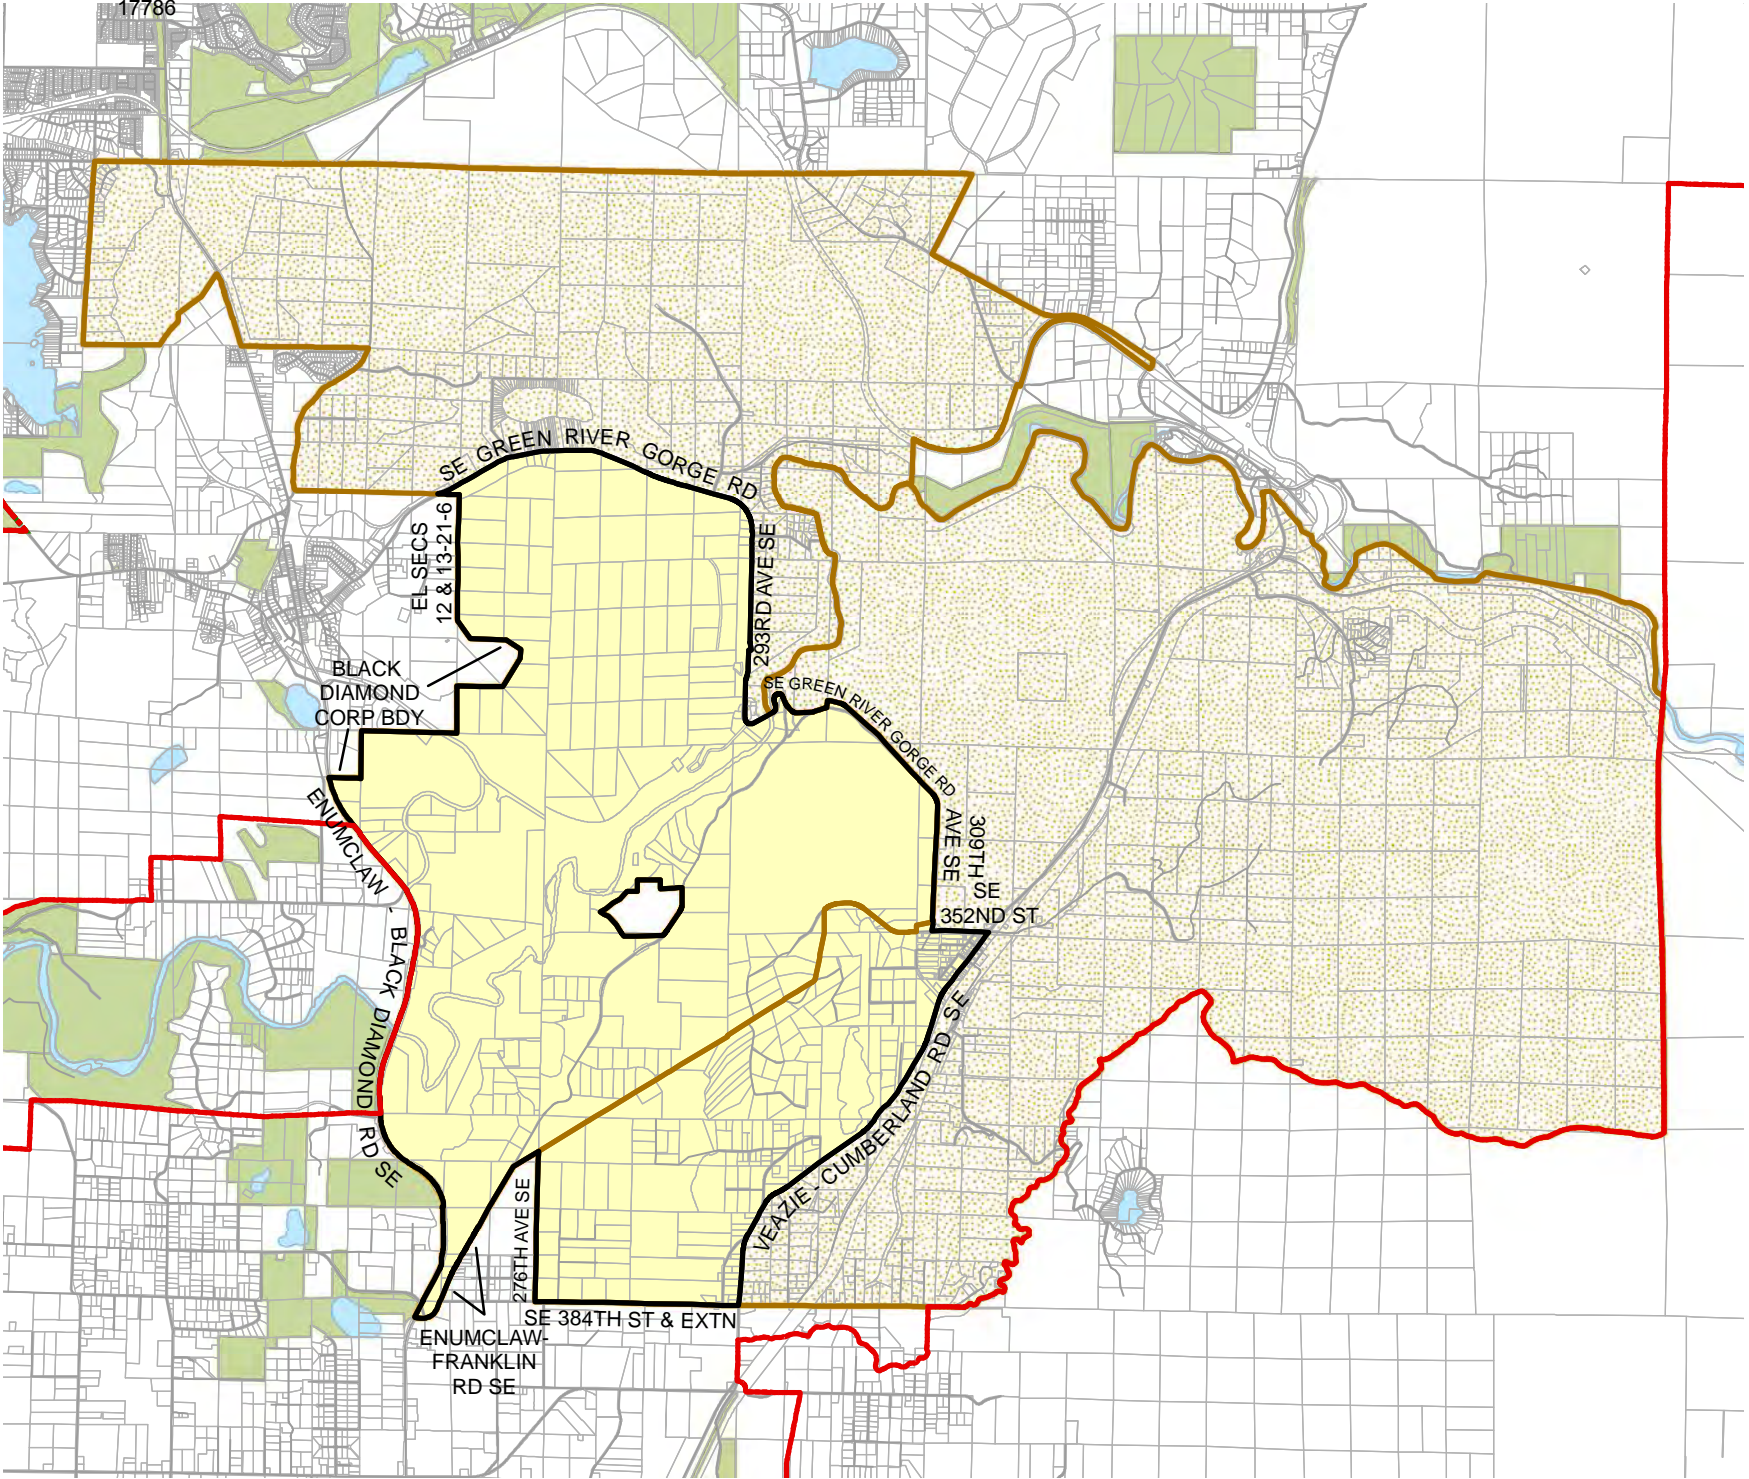 17786
SE GREEN RIVER GORGE RD
EL SECS
12 & 13-21-6
293RD AVE SE
BLACK
DIAMOND
CORP BDY
SE GREEN RIVER GORGE RD
309TH
AVE SE
SE
352ND ST
ENUMCLAW - BLACK DIAMOND RD SE
VEAZIE - CUMBERLAND RD SE
276TH AVE SE
SE 384TH ST & EXTN
ENUMCLAW-
FRANKLIN
RD SE